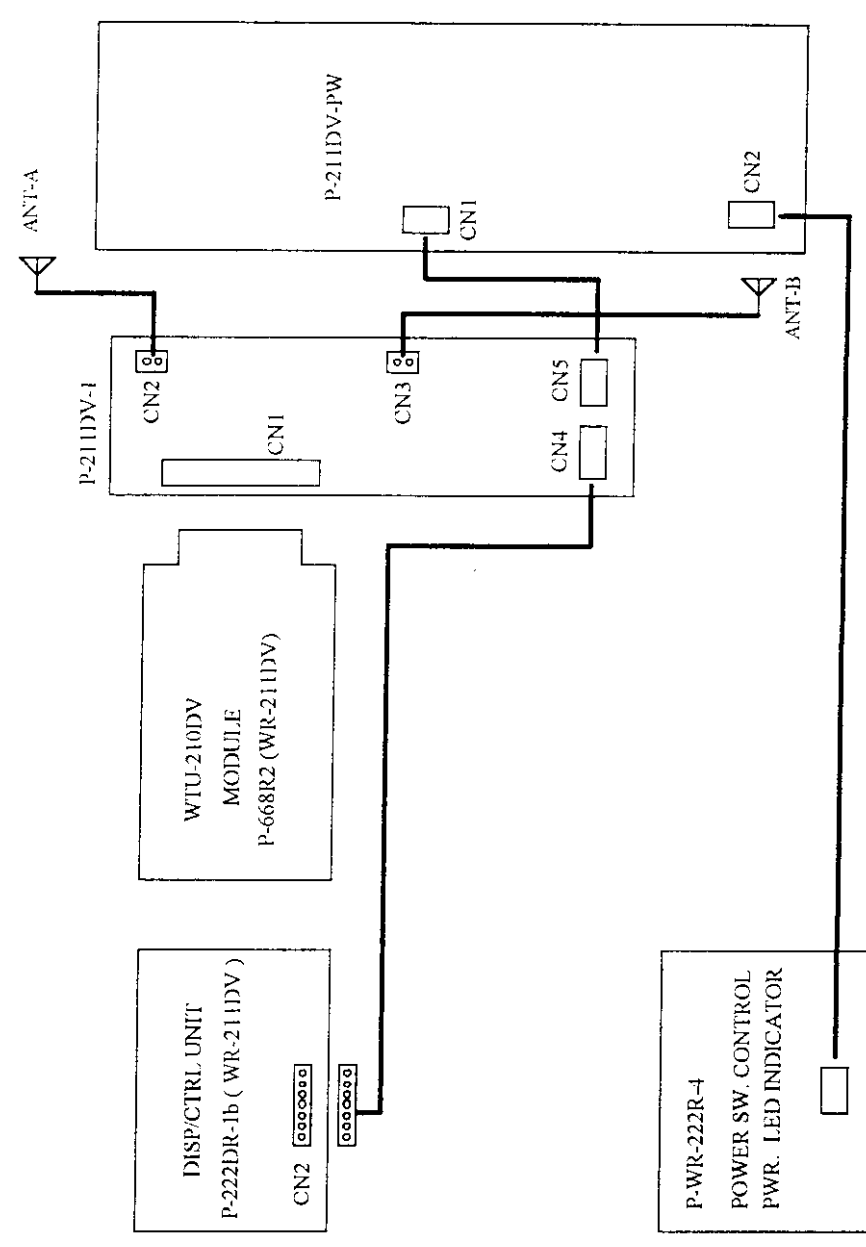 DISP/CTRL UNIT
P-222DR-1b ( WR-211DV )
CN2
WTU-210DV
MODULE
P-668R2 (WR-211DV)
P-211DV-1
CN1
CN2
CN3
CN4
CN5
ANT-A
ANT-B
P-211DV-PW
CN1
CN2
P-WR-222R-4
POWER SW. CONTROL
PWR. LED INDICATOR